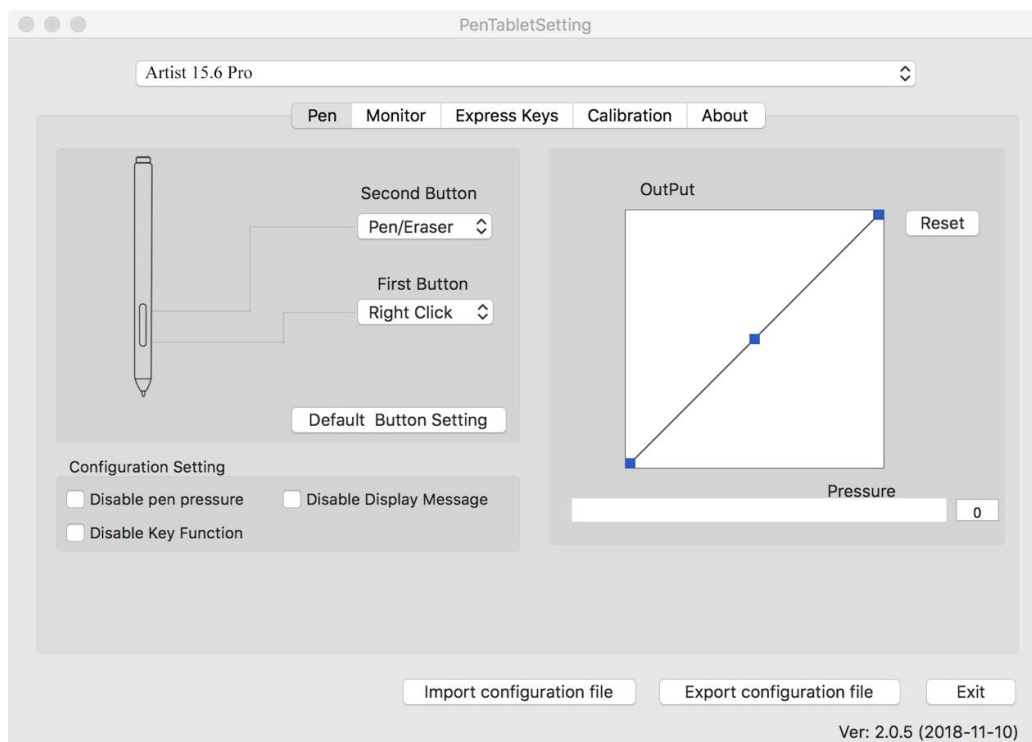 PenTabletSetting
Artist 15.6 Pro
Pen Monitor Express Keys Calibration About
Second Button
Pen/Eraser
First Button
Right Click
Default Button Setting
Configuration Setting
Disable pen pressure Disable Display Message
Disable Key Function
OutPut
Reset
Pressure
0
Import configuration file Export configuration file Exit
Ver: 2.0.5 (2018-11-10)